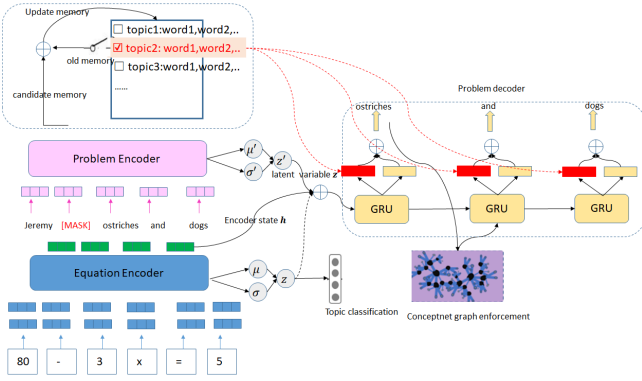 Update memory
topic1:word1,word2,..
topic2: word1,word2,..
old memory
topic3:word1,word2,..
......
candidate memory
Problem decoder
ostriches
and
dogs
Problem Encoder
μ'
σ'
z'
latent variable z
GRU
GRU
GRU
Jeremy [MASK] ostriches and dogs
Encoder state h
Equation Encoder
μ
σ
z
Topic classification
Conceptnet graph enforcement
80 - 3 x = 5